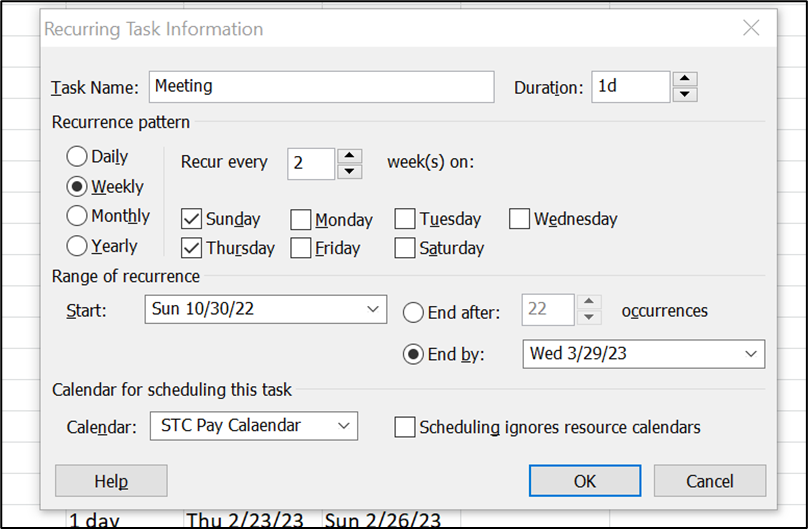 Recurring Task Information
Task Name: Meeting Duration: 1d
Recurrence pattern
Daily Recur every 2 week(s) on:
Weekly
Monthly Sunday Monday Tuesday Wednesday
Yearly Thursday Friday Saturday
Range of recurrence
Start: Sun 10/30/22 End after: 22 occurrences
End by: Wed 3/29/23
Calendar for scheduling this task
Calendar: STC Pay Calaendar Scheduling ignores resource calendars
Help OK Cancel
1 day Thu 2/23/23 Sun 2/26/23